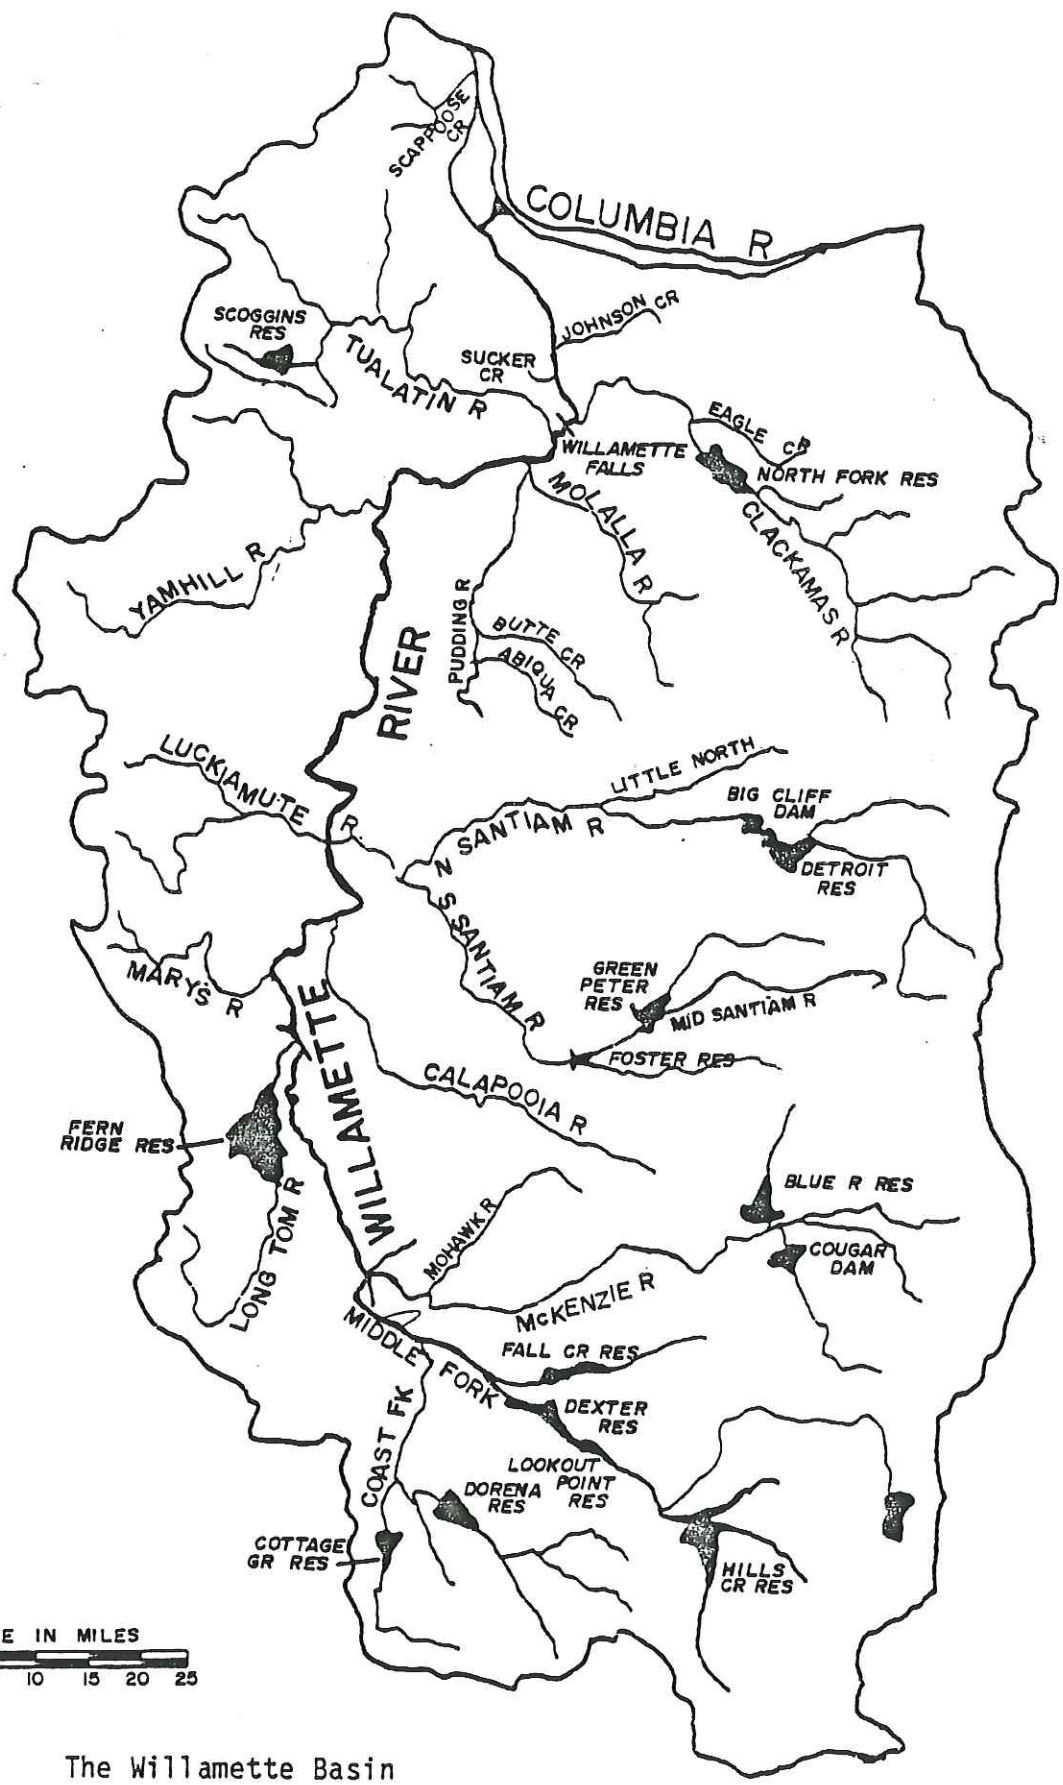 SCAPPOOSE
CR
COLUMBIA R
SCOGGINS
RES
JOHNSON CR
TUALATIN R
SUCKER
CR
EAGLE CR
WILLAMETTE
FALLS
NORTH FORK RES
MOLALLA R
CLACKAMAS R
YAMHILL R
PUDDING R
BUTTE CR
ABIQUA CR
RIVER
LUCKIAMUTE R
LITTLE NORTH
BIG CLIFF
DAM
N SANTIAM R
DETROIT
RES
S SANTIAM R
MARY'S R
GREEN
PETER
RES
MID SANTIAM R
FOSTER RES
WILLAMETTE
CALAPOOIA R
FERN
RIDGE RES
LONG TOM R
BLUE R RES
MOHAWK R
COUGAR
DAM
McKENZIE R
MIDDLE FORK
FALL CR RES
DEXTER
RES
COAST FK
LOOKOUT
POINT
RES
DORENA
RES
COTTAGE
GR RES
HILLS
CR RES
E IN MILES
10 15 20 25
The Willamette Basin